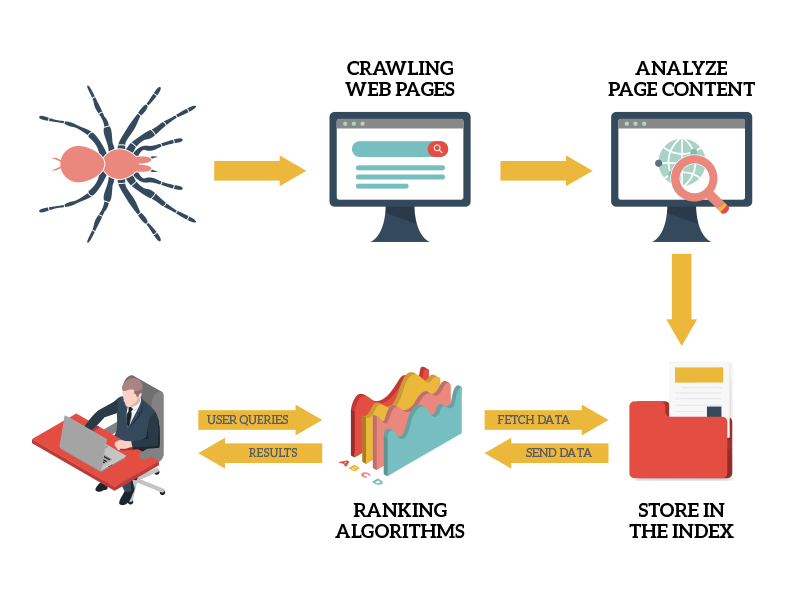 CRAWLING
WEB PAGES
ANALYZE
PAGE CONTENT
USER QUERIES
RESULTS
FETCH DATA
SEND DATA
A B C D
RANKING
ALGORITHMS
STORE IN
THE INDEX